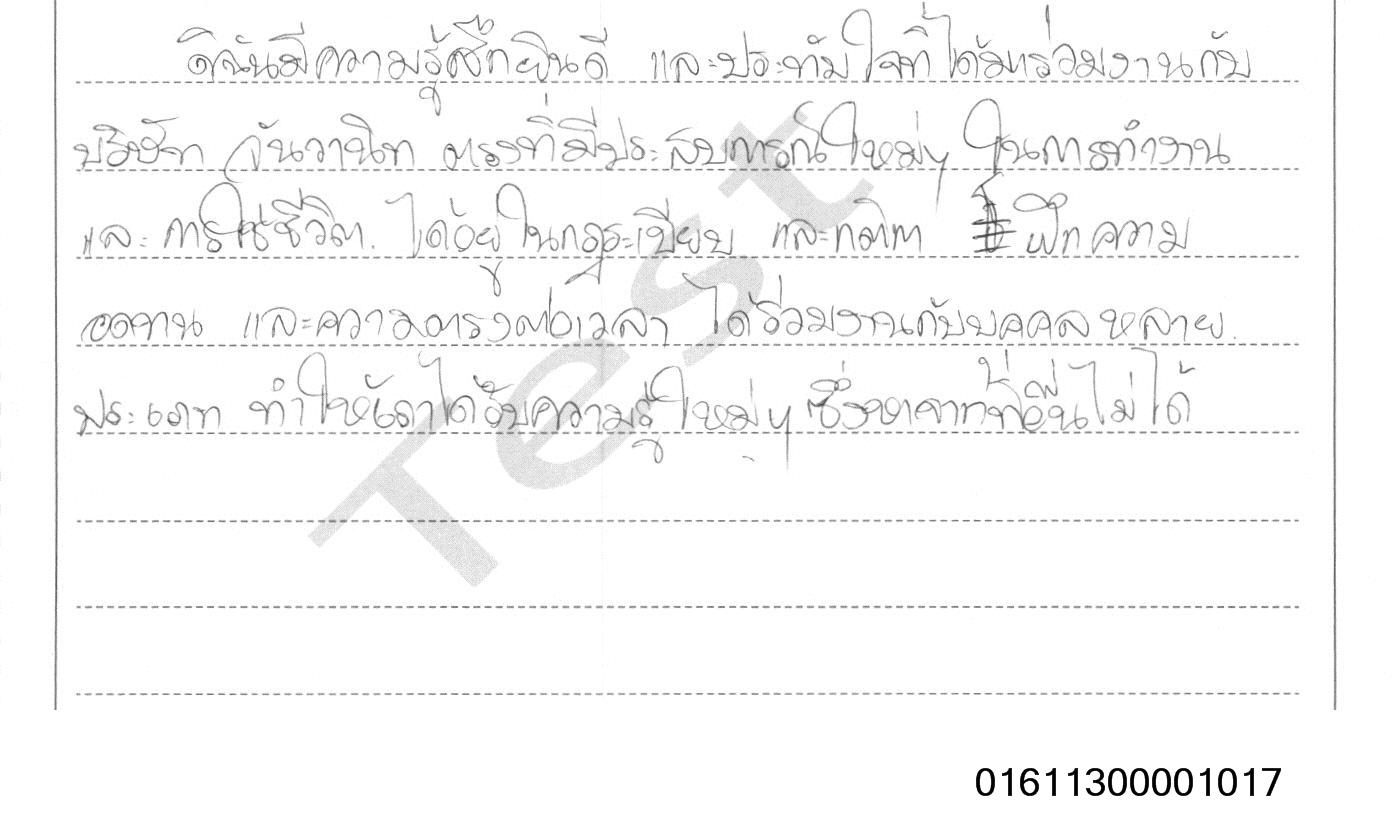 ดิฉันมีความรู้สึกยินดี และประทับใจที่ได้มาร่วมงานกับ
บริษัท จันวานิท ตรงที่มีประสบการณ์ใหม่ๆ ในการทำงาน
และ การใช้ชีวิต. ได้อยู่ในกฎระเบียบ และกติกา ฝึกความ
อดทน และความตรงต่อเวลา ได้ร่วมงานกับบุคคลหลาย
ประเภท ทำให้เราได้รับความรู้ใหม่ๆ ซึ่งหาจากที่อื่นไม่ได้
Test
01611300001017